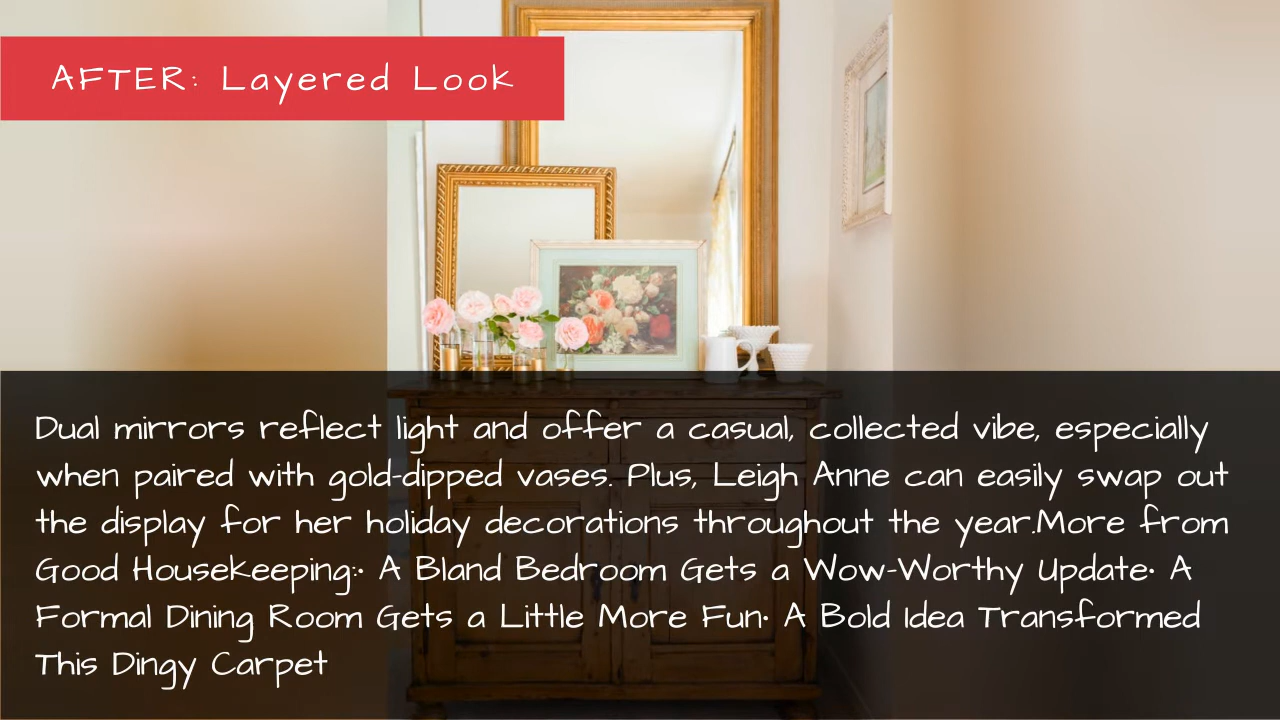 AFTER: Layered Look
Dual mirrors reflect light and offer a casual, collected vibe, especially
when paired with gold-dipped vases. Plus, Leigh Anne can easily swap out
the display for her holiday decorations throughout the year.More from
Good Housekeeping:• A Bland Bedroom Gets a Wow-Worthy Update• A
Formal Dining Room Gets a Little More Fun• A Bold Idea Transformed
This Dingy Carpet